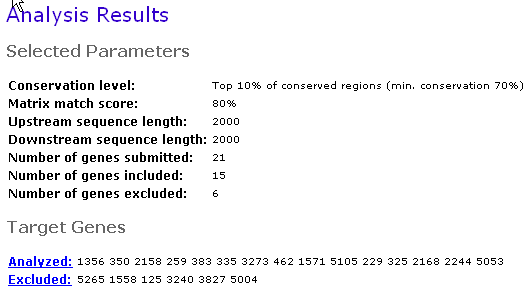 Analysis Results
Selected Parameters
Conservation level: Top 10% of conserved regions (min. conservation 70%)
Matrix match score: 80%
Upstream sequence length: 2000
Downstream sequence length: 2000
Number of genes submitted: 21
Number of genes included: 15
Number of genes excluded: 6
Target Genes
Analyzed: 1356 350 2158 259 383 335 3273 462 1571 5105 229 325 2168 2244 5053
Excluded: 5265 1558 125 3240 3827 5004